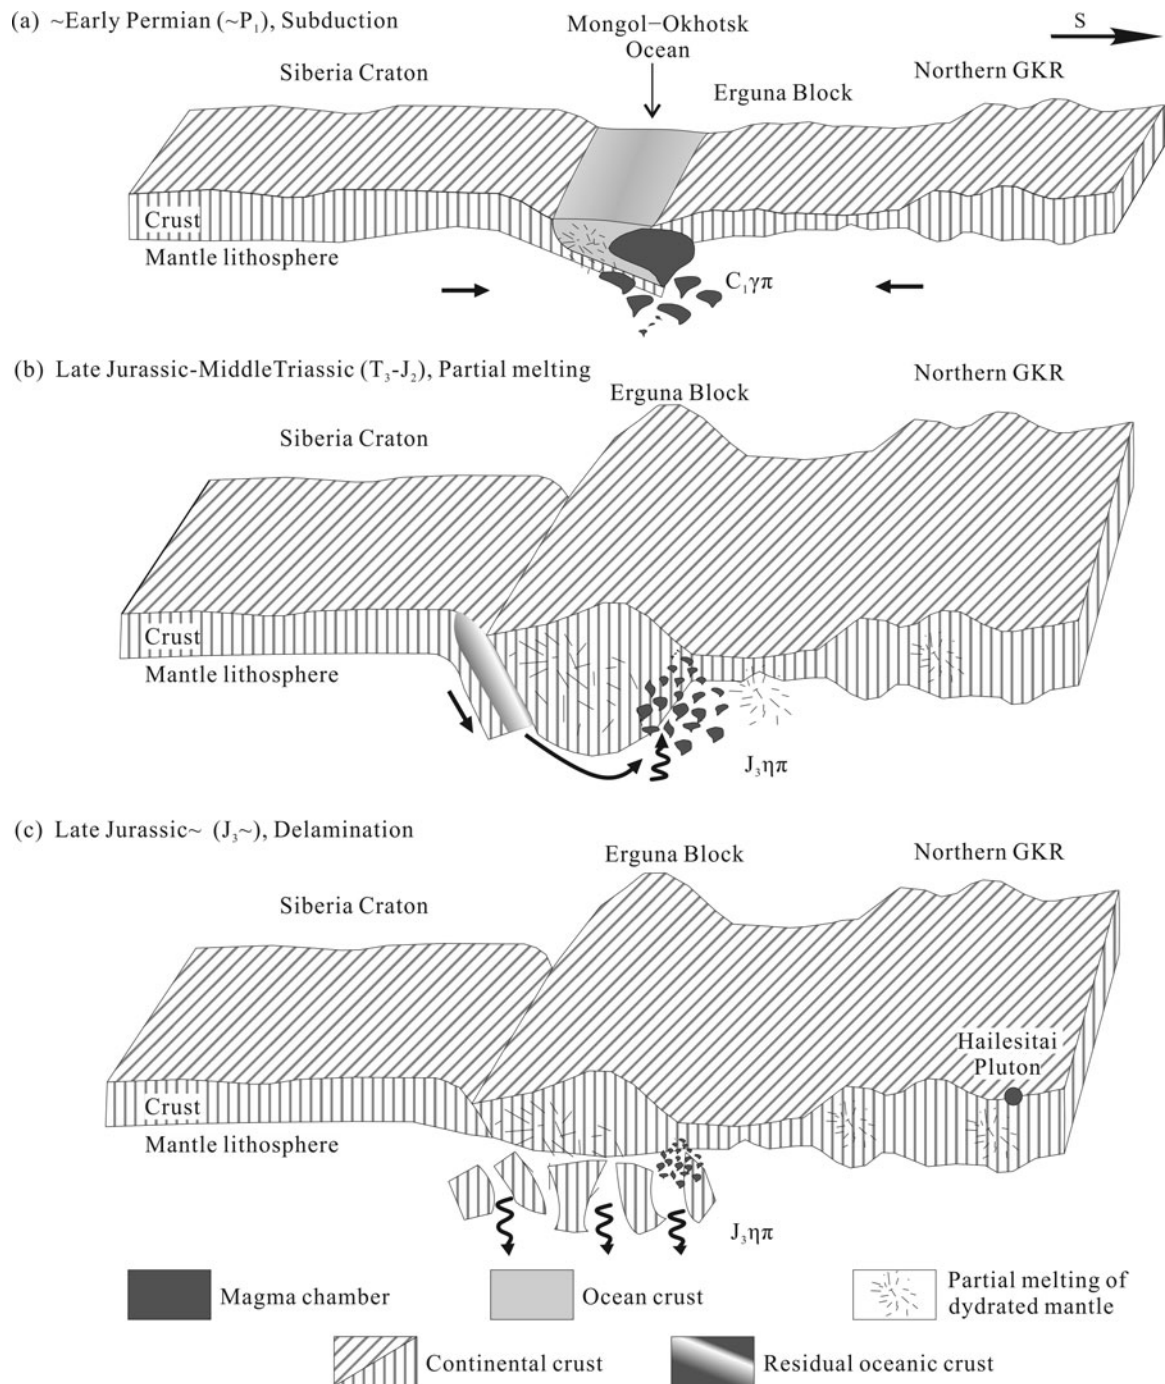 (a) ~Early Permian (~P₁), Subduction
Mongol−Okhotsk
Ocean
S
Siberia Craton
Erguna Block
Northern GKR
Crust
Mantle lithosphere
C₁γπ
(b) Late Jurassic-MiddleTriassic (T₃-J₂), Partial melting
Erguna Block
Northern GKR
Siberia Craton
Crust
Mantle lithosphere
J₃ηπ
(c) Late Jurassic~ (J₃~), Delamination
Erguna Block
Northern GKR
Siberia Craton
Hailesitai
Pluton
Crust
Mantle lithosphere
J₃ηπ
Magma chamber
Ocean crust
Partial melting of
dydrated mantle
Continental crust
Residual oceanic crust